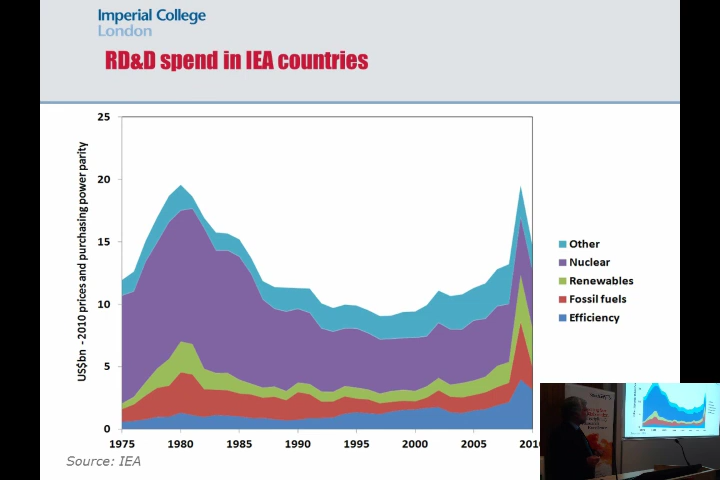 Imperial College
London
RD&D spend in IEA countries
US$bn - 2010 prices and purchasing power parity
25
20
15
10
5
0
1975
1980
1985
1990
1995
2000
2005
Other
Nuclear
Renewables
Fossil fuels
Efficiency
Source: IEA